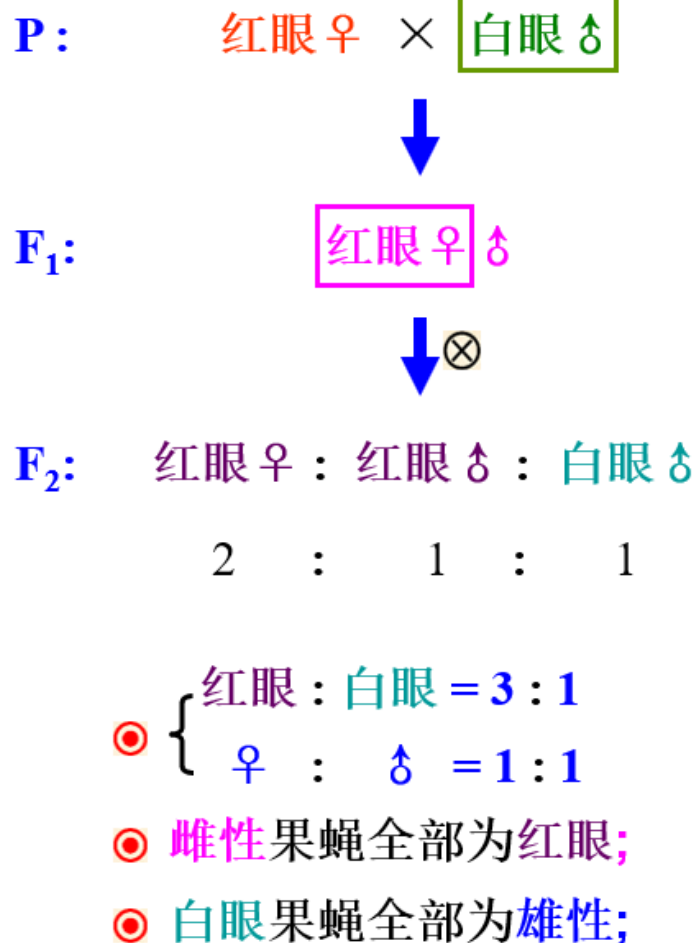 P: 红眼♀ × 白眼♂
F₁: 红眼♀♂
⊗
F₂: 红眼♀ : 红眼♂ : 白眼♂
2 : 1 : 1
红眼 : 白眼 = 3 : 1
♀ : ♂ = 1 : 1
雌性果蝇全部为红眼;
白眼果蝇全部为雄性;